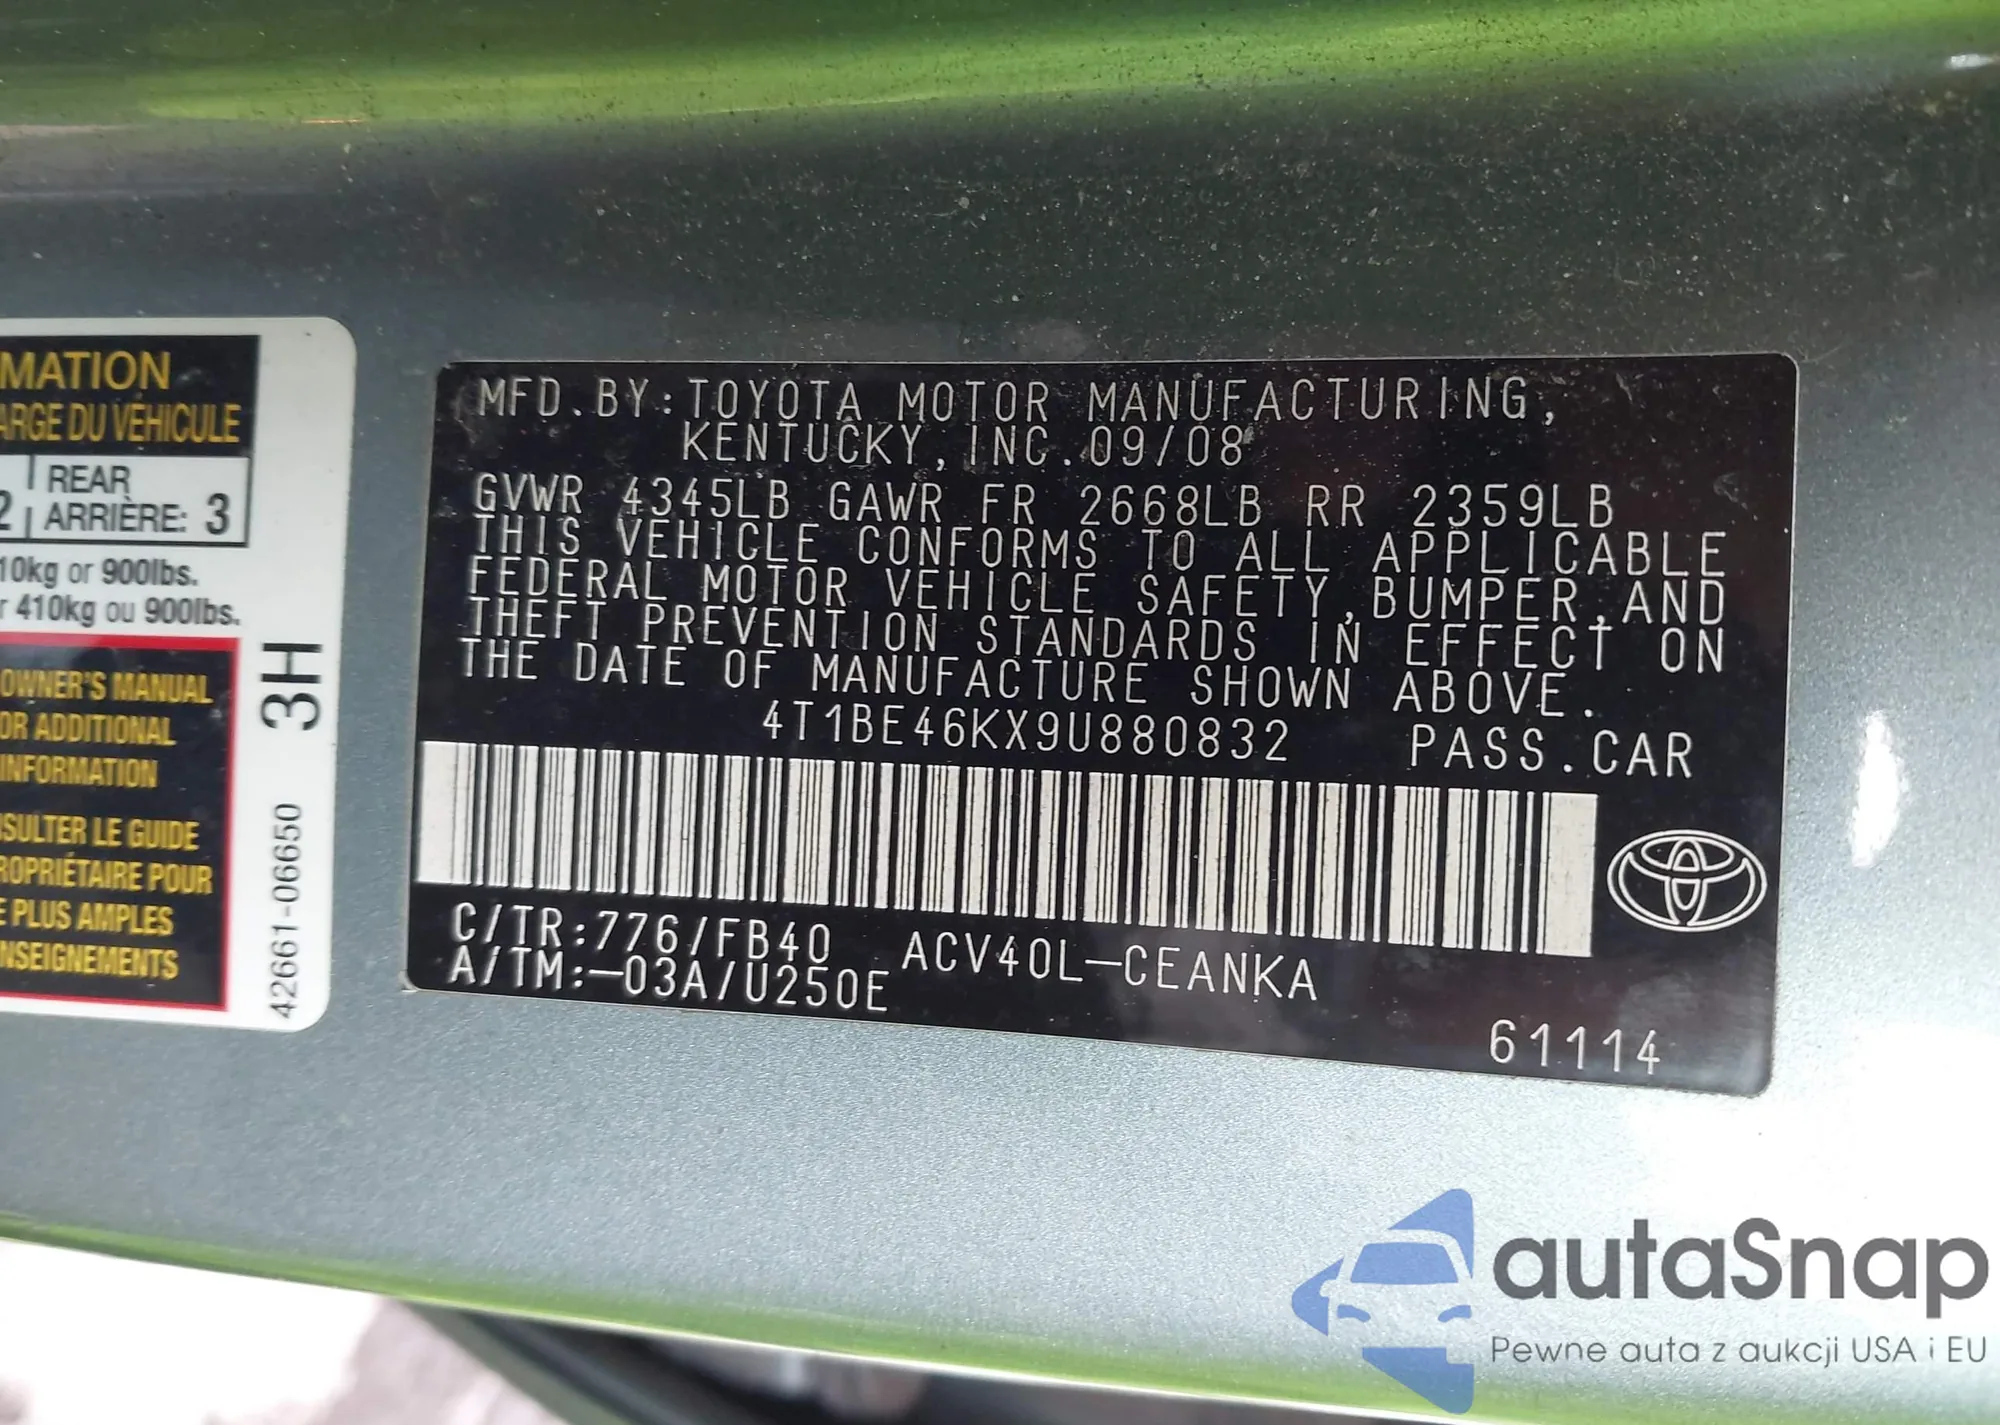 MATION
ARGE DU VÉHICULE
2 | REAR
ARRIÈRE: 3
10kg or 900lbs.
r 410kg ou 900lbs.
OWNER'S MANUAL
OR ADDITIONAL
INFORMATION
SULTER LE GUIDE
ROPRIÉTAIRE POUR
E PLUS AMPLES
NSEIGNEMENTS
3H
42661-06650
MFD.BY:TOYOTA MOTOR MANUFACTURING,
KENTUCKY,INC.09/08
GVWR 4345LB GAWR FR 2668LB RR 2359LB
THIS VEHICLE CONFORMS TO ALL APPLICABLE
FEDERAL MOTOR VEHICLE SAFETY,BUMPER,AND
THEFT PREVENTION STANDARDS IN EFFECT ON
THE DATE OF MANUFACTURE SHOWN ABOVE.
4T1BE46KX9U880832 PASS.CAR
C/TR:776/FB40 ACV40L-CEANKA
A/TM:-03A/U250E
61114
autaSnap
Pewne auta z aukcji USA i EU